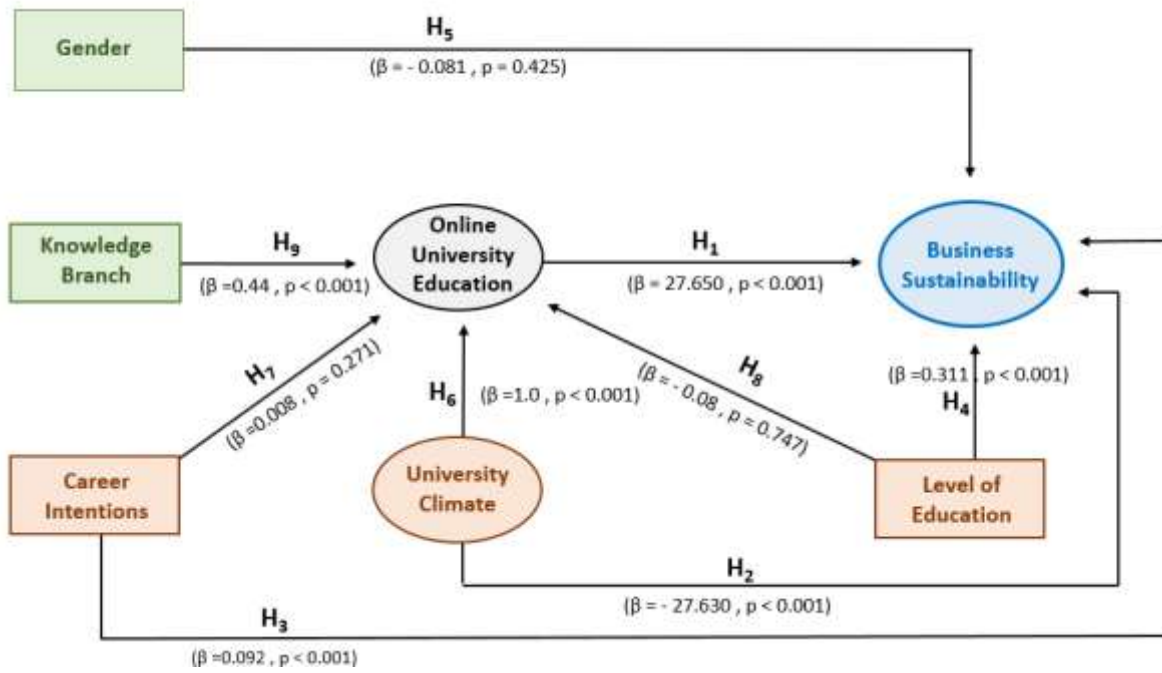 Gender
H₅
(β = - 0.081 , p = 0.425)
Knowledge
Branch
H₉
(β =0.44 , p < 0.001)
Online
University
Education
H₁
(β = 27.650 , p < 0.001)
Business
Sustainability
H₇
(β =0.008 , p = 0.271)
H₆
(β =1.0 , p < 0.001)
H₈
(β = - 0.08 , p = 0.747)
(β =0.311 , p < 0.001)
H₄
Career
Intentions
University
Climate
Level of
Education
H₂
(β = - 27.630 , p < 0.001)
H₃
(β =0.092 , p < 0.001)